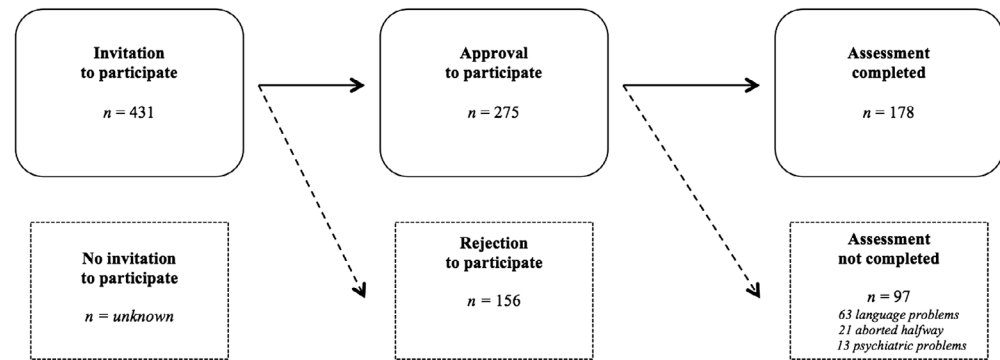 Invitation
to participate
n = 431
Approval
to participate
n = 275
Assessment
completed
n = 178
No invitation
to participate
n = unknown
Rejection
to participate
n = 156
Assessment
not completed
n = 97
63 language problems
21 aborted halfway
13 psychiatric problems